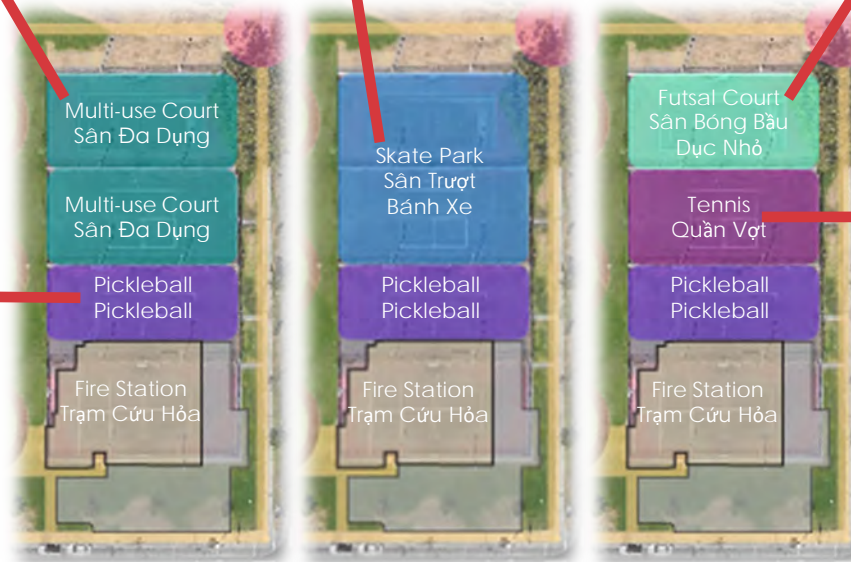 Multi-use Court
Sân Đa Dụng
Multi-use Court
Sân Đa Dụng
Pickleball
Pickleball
Fire Station
Trạm Cứu Hỏa
Skate Park
Sân Trượt
Bánh Xe
Pickleball
Pickleball
Fire Station
Trạm Cứu Hỏa
Futsal Court
Sân Bóng Bầu
Dục Nhỏ
Tennis
Quần Vợt
Pickleball
Pickleball
Fire Station
Trạm Cứu Hỏa